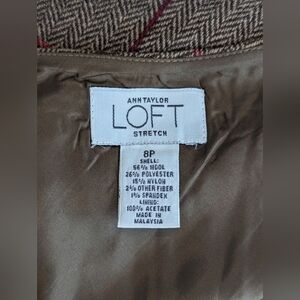 ANN TAYLOR
LOFT
STRETCH
8P
SHELL:
56% WOOL
26% POLYESTER
15% NYLON
2% OTHER FIBER
1% SPANDEX
LINING:
100% ACETATE
MADE IN
MALAYSIA